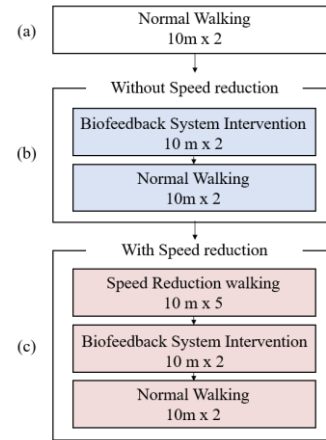 (a)
Normal Walking
10m x 2
Without Speed reduction
(b)
Biofeedback System Intervention
10 m x 2
Normal Walking
10m x 2
With Speed reduction
(c)
Speed Reduction walking
10 m x 5
Biofeedback System Intervention
10 m x 2
Normal Walking
10m x 2